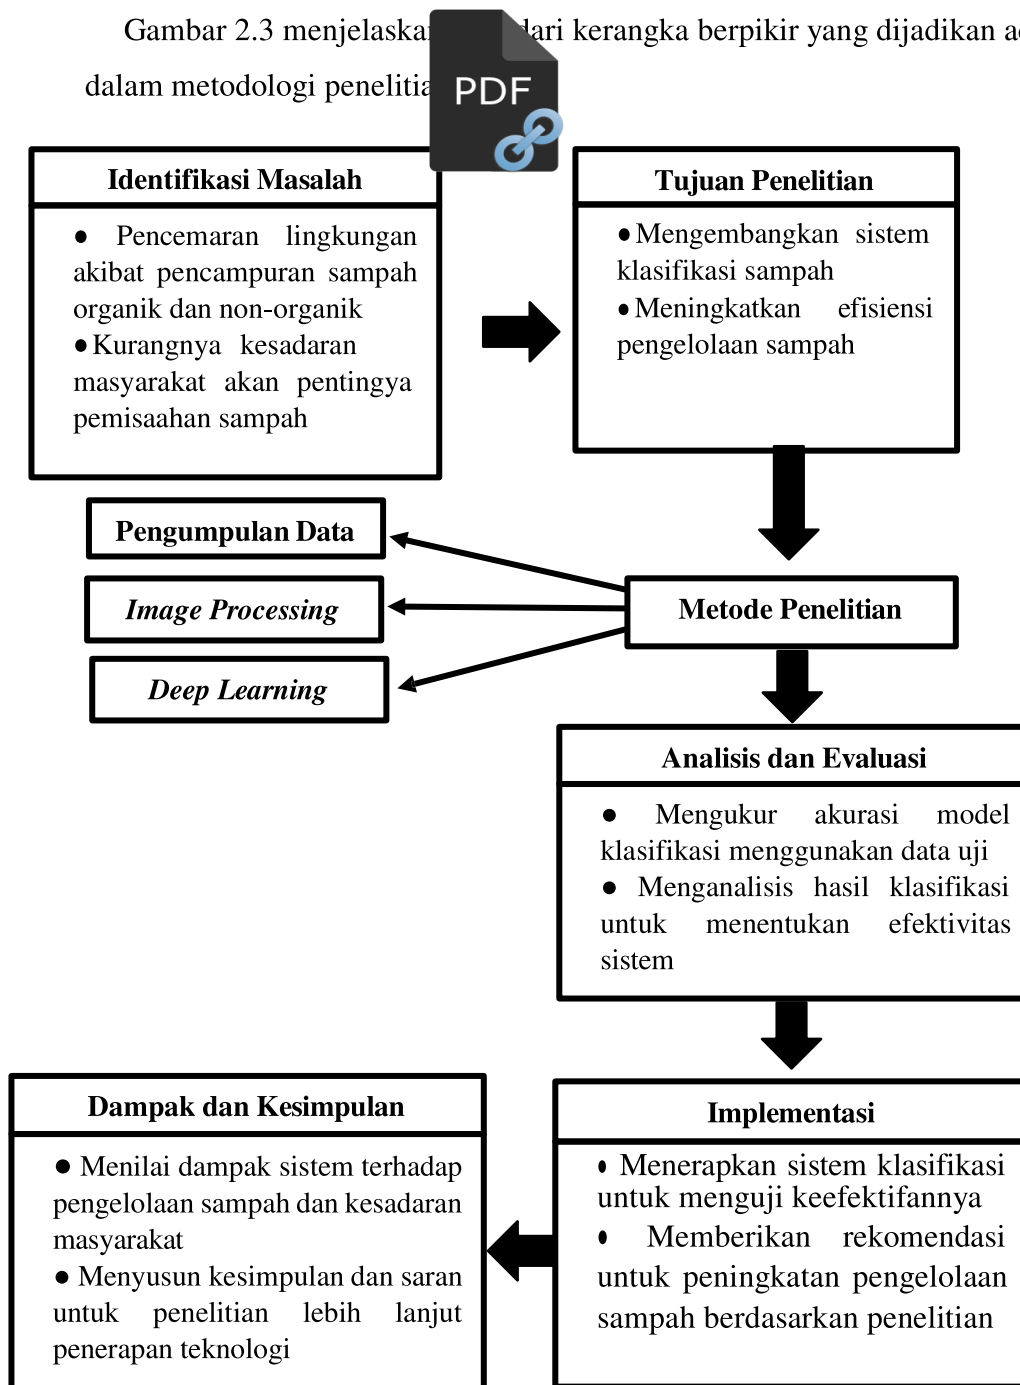 Gambar 2.3 menjelaskan dari kerangka berpikir yang dijadikan
dalam metodologi
PDF
Identifikasi Masalah
● Pencemaran lingkungan
akibat pencampuran sampah
organik dan non-organik
● Kurangnya kesadaran
masyarakat akan pentingya
pemisaahan sampah
Tujuan Penelitian
● Mengembangkan sistem
klasifikasi sampah
● Meningkatkan efisiensi
pengelolaan sampah
Pengumpulan Data
Image Processing
Deep Learning
Metode Penelitian
Analisis dan Evaluasi
● Mengukur akurasi model
klasifikasi menggunakan data uji
● Menganalisis hasil klasifikasi
untuk menentukan efektivitas
sistem
Implementasi
● Menerapkan sistem klasifikasi
untuk menguji keefektifannya
● Memberikan rekomendasi
untuk peningkatan pengelolaan
sampah berdasarkan penelitian
Dampak dan Kesimpulan
● Menilai dampak sistem terhadap
pengelolaan sampah dan kesadaran
masyarakat
● Menyusun kesimpulan dan saran
untuk penelitian lebih lanjut
penerapan teknologi